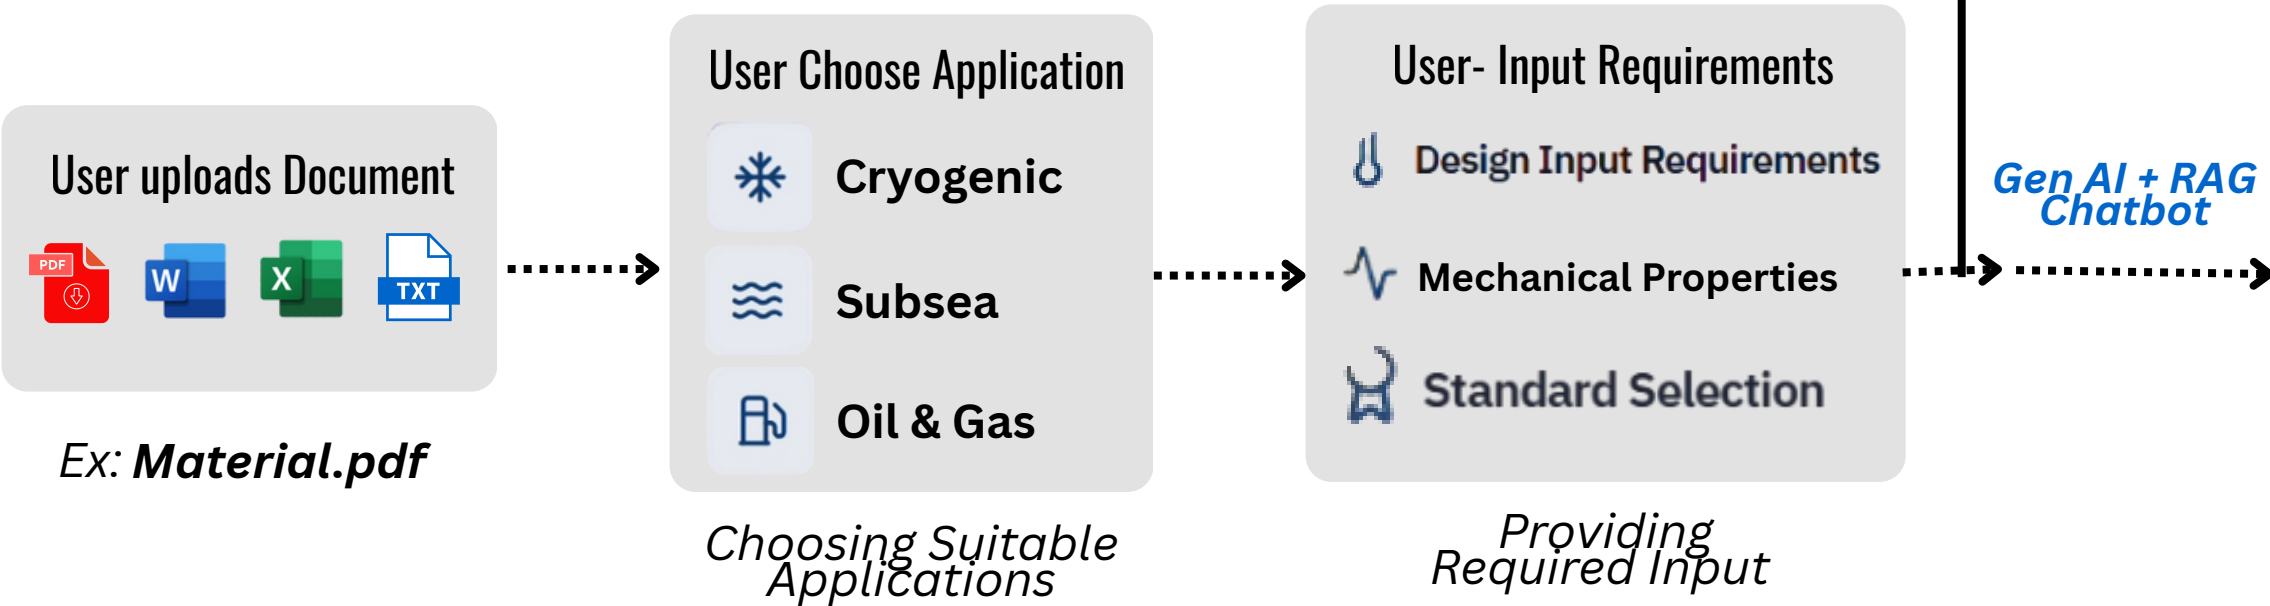 User uploads Document
PDF
W
X
TXT
Ex: Material.pdf
User Choose Application
Cryogenic
Subsea
Oil & Gas
Choosing Suitable
Applications
User- Input Requirements
Design Input Requirements
Mechanical Properties
Standard Selection
Providing
Required Input
Gen AI + RAG
Chatbot